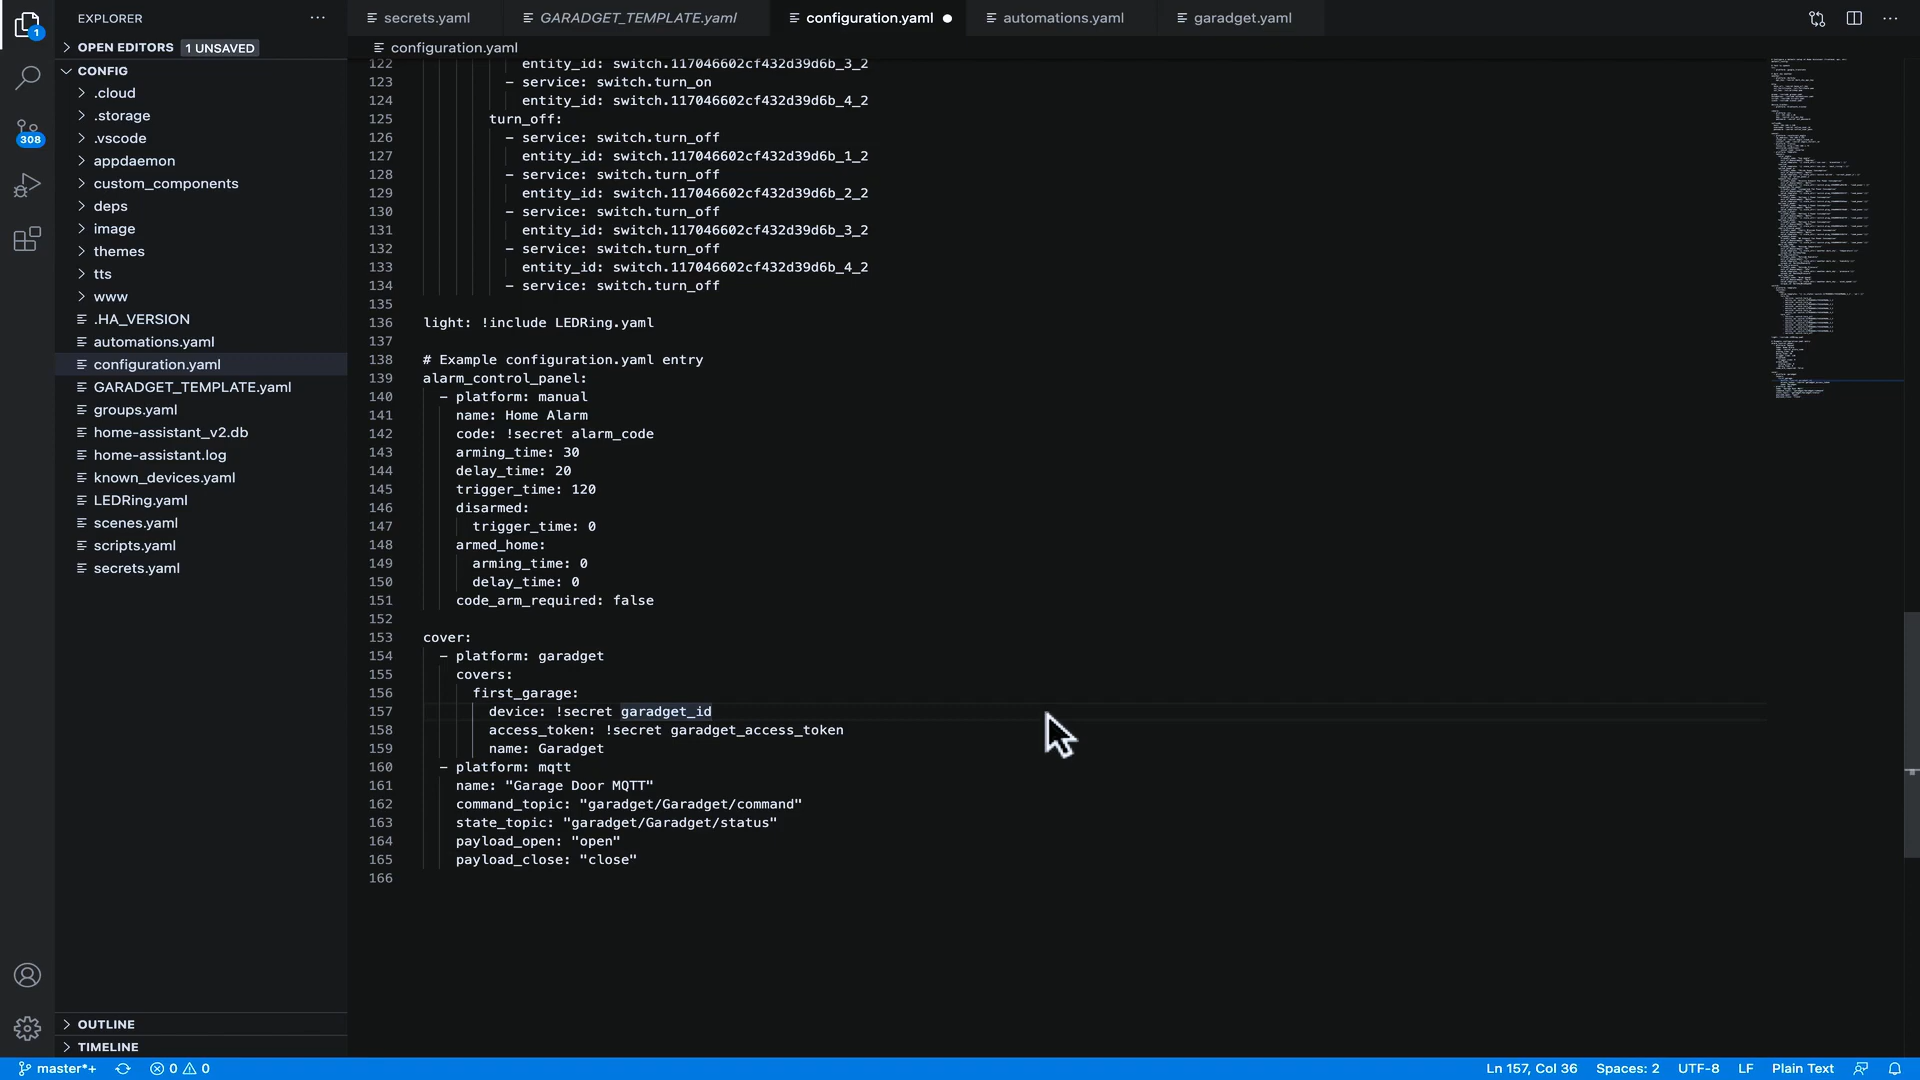 EXPLORER
OPEN EDITORS 1 UNSAVED
CONFIG
.cloud
.storage
.vscode
appdaemon
custom_components
deps
image
themes
tts
www
.HA_VERSION
automations.yaml
configuration.yaml
GARADGET_TEMPLATE.yaml
groups.yaml
home-assistant_v2.db
home-assistant.log
known_devices.yaml
LEDRing.yaml
scenes.yaml
scripts.yaml
secrets.yaml
OUTLINE
TIMELINE
1
308
secrets.yaml GARADGET_TEMPLATE.yaml configuration.yaml automations.yaml garadget.yaml
configuration.yaml
122 entity_id: switch.117046602cf432d39d6b_3_2
123 - service: switch.turn_on
124 entity_id: switch.117046602cf432d39d6b_4_2
125 turn_off:
126 - service: switch.turn_off
127 entity_id: switch.117046602cf432d39d6b_1_2
128 - service: switch.turn_off
129 entity_id: switch.117046602cf432d39d6b_2_2
130 - service: switch.turn_off
131 entity_id: switch.117046602cf432d39d6b_3_2
132 - service: switch.turn_off
133 entity_id: switch.117046602cf432d39d6b_4_2
134 - service: switch.turn_off
135
136 light: !include LEDRing.yaml
137
138 # Example configuration.yaml entry
139 alarm_control_panel:
140 - platform: manual
141 name: Home Alarm
142 code: !secret alarm_code
143 arming_time: 30
144 delay_time: 20
145 trigger_time: 120
146 disarmed:
147 trigger_time: 0
148 armed_home:
149 arming_time: 0
150 delay_time: 0
151 code_arm_required: false
152
153 cover:
154 - platform: garadget
155 covers:
156 first_garage:
157 device: !secret garadget_id
158 access_token: !secret garadget_access_token
159 name: Garadget
160 - platform: mqtt
161 name: "Garage Door MQTT"
162 command_topic: "garadget/Garadget/command"
163 state_topic: "garadget/Garadget/status"
164 payload_open: "open"
165 payload_close: "close"
166
master*+ 0 0 Ln 157, Col 36 Spaces: 2 UTF-8 LF Plain Text